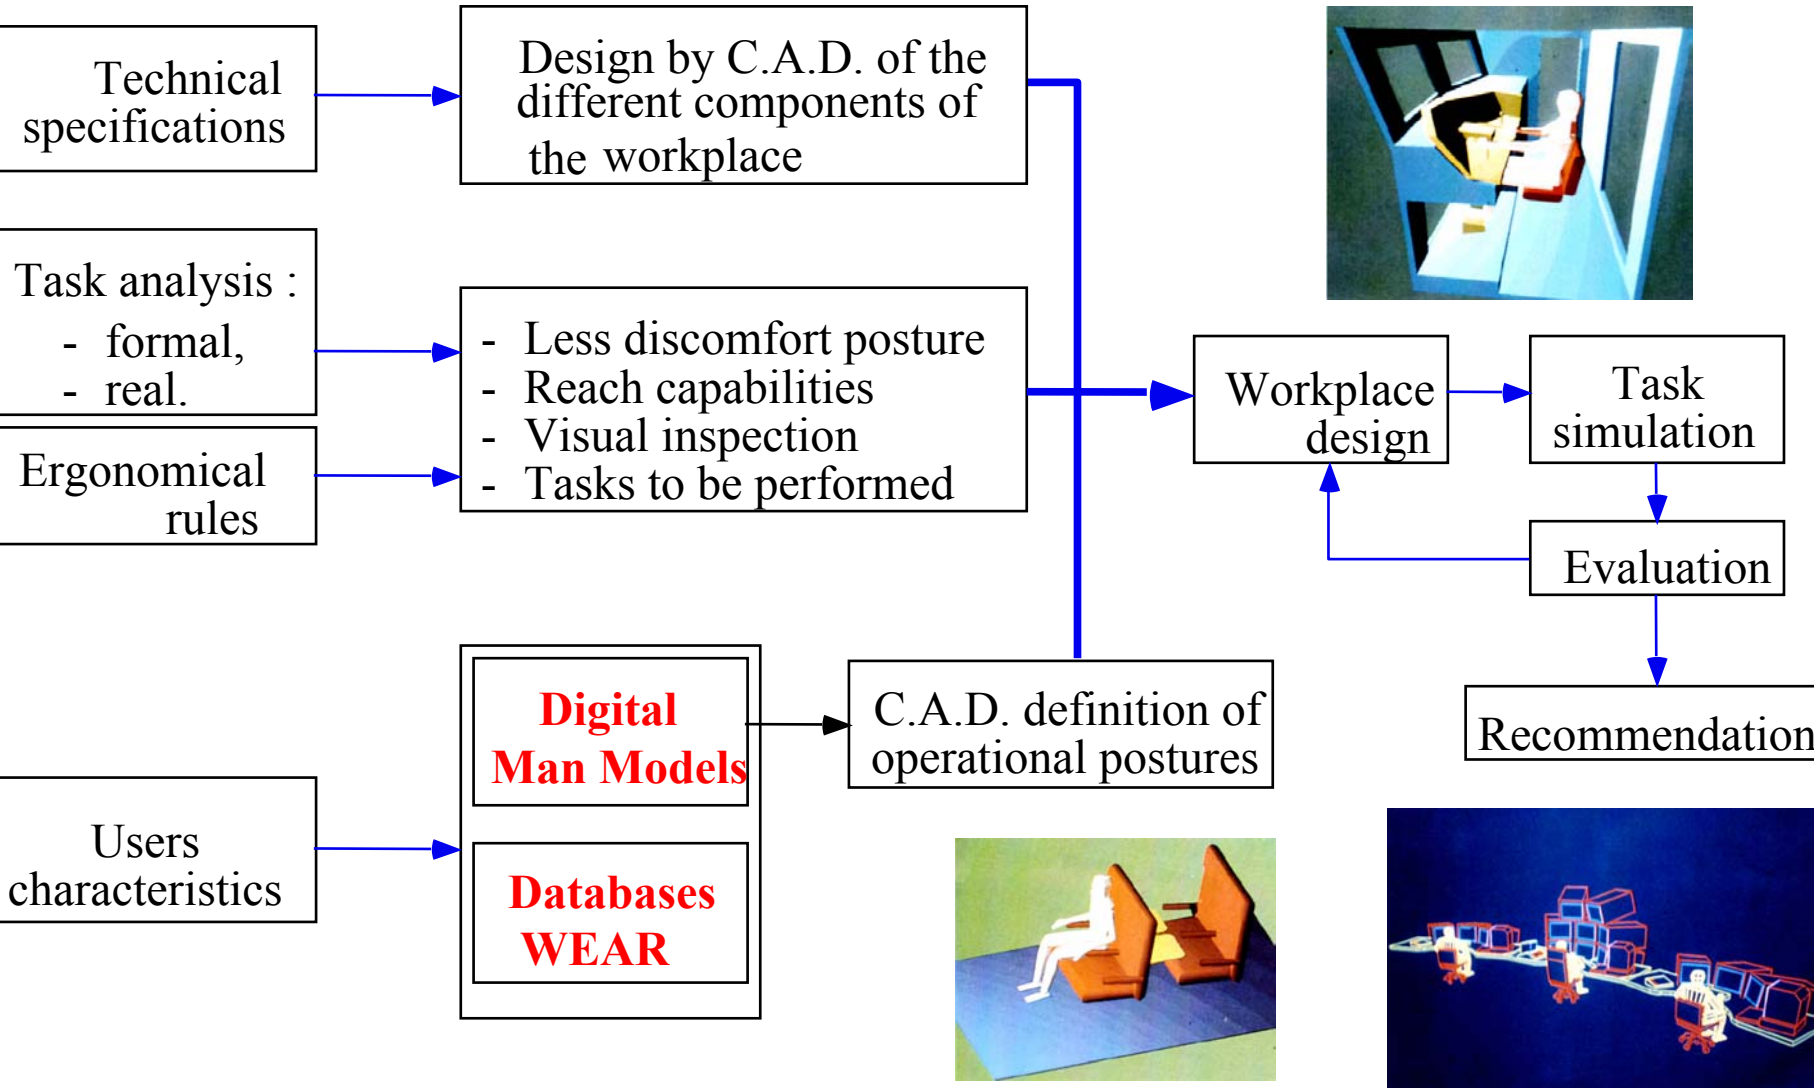 Technical
specifications
Design by C.A.D. of the
different components of
the workplace
Task analysis :
- formal,
- real.
Ergonomical
rules
- Less discomfort posture
- Reach capabilities
- Visual inspection
- Tasks to be performed
Workplace
design
Task
simulation
Evaluation
Recommendation
Users
characteristics
Digital
Man Models
Databases
WEAR
C.A.D. definition of
operational postures